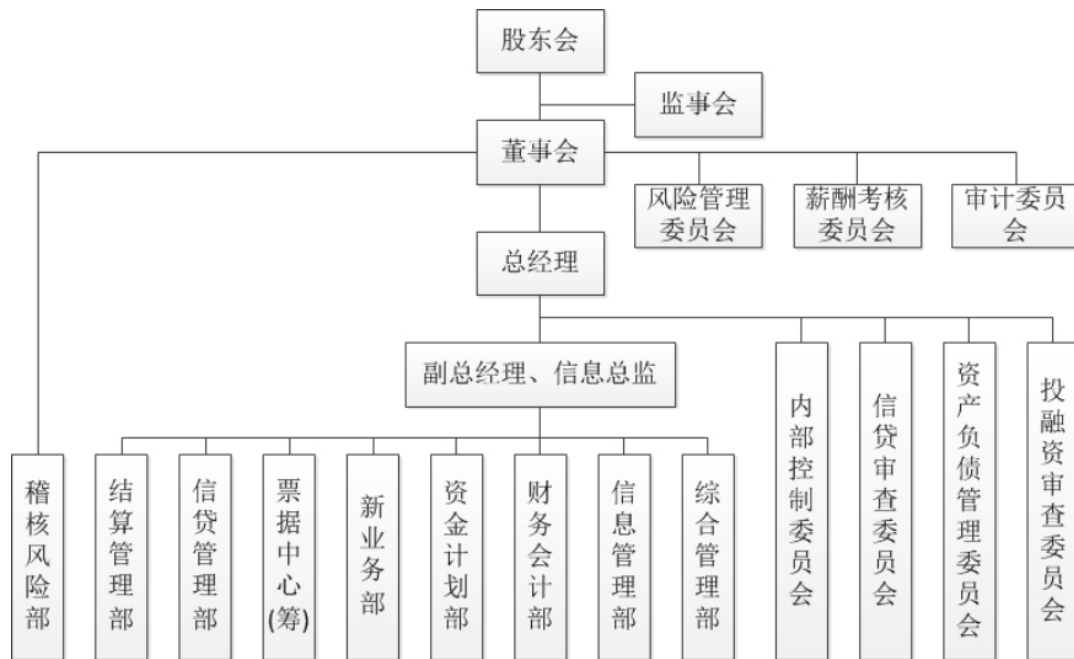 股东会
监事会
董事会
风险管理
委员会
薪酬考核
委员会
审计委员
会
总经理
副总经理、信息总监
内部控制委员会
信贷审查委员会
资产负债管理委员会
投融资审查委员会
稽核风险部
结算管理部
信贷管理部
票据中心(筹)
新业务部
资金计划部
财务会计部
信息管理部
综合管理部